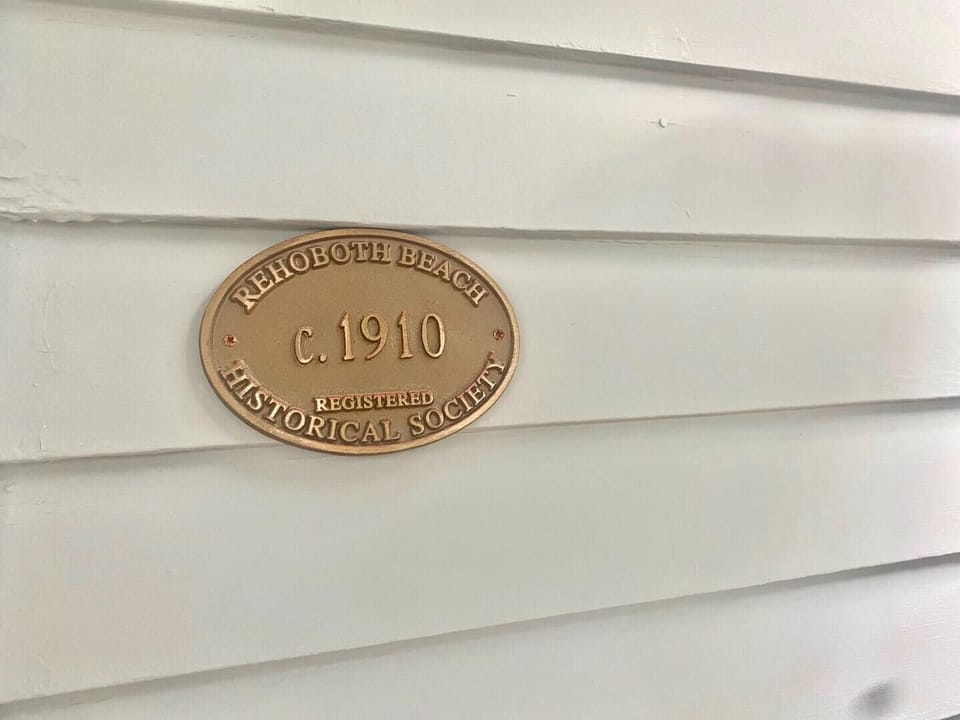 REHOBOTH BEACH
c. 1910
REGISTERED
HISTORICAL SOCIETY